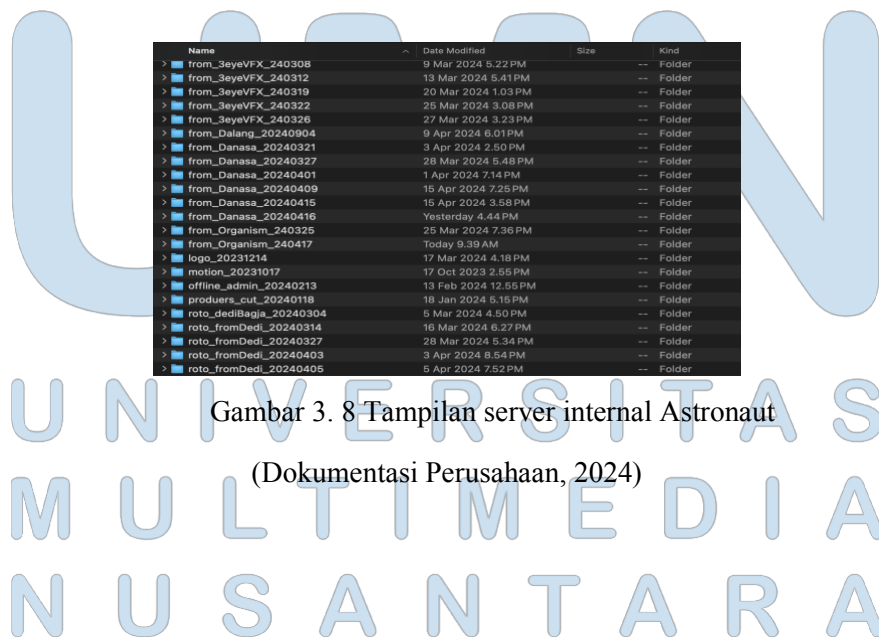 Name Date Modified Size Kind
from_3eyeVFX_240308 9 Mar 2024 5.22 PM -- Folder
from_3eyeVFX_240312 13 Mar 2024 5.41 PM -- Folder
from_3eyeVFX_240319 20 Mar 2024 1.03 PM -- Folder
from_3eyeVFX_240322 25 Mar 2024 3.08 PM -- Folder
from_3eyeVFX_240326 27 Mar 2024 3.23 PM -- Folder
from_Dalang_20240904 9 Apr 2024 6.01 PM -- Folder
from_Danasa_20240321 3 Apr 2024 2.50 PM -- Folder
from_Danasa_20240327 28 Mar 2024 5.48 PM -- Folder
from_Danasa_20240401 1 Apr 2024 7.14 PM -- Folder
from_Danasa_20240409 15 Apr 2024 7.25 PM -- Folder
from_Danasa_20240415 15 Apr 2024 3.58 PM -- Folder
from_Danasa_20240416 Yesterday 4.44 PM -- Folder
from_Organism_240325 25 Mar 2024 7.36 PM -- Folder
from_Organism_240417 Today 9.39 AM -- Folder
logo_20231214 17 Mar 2024 4.18 PM -- Folder
motion_20231017 17 Oct 2023 2.55 PM -- Folder
offline_admin_20240213 13 Feb 2024 12.55 PM -- Folder
produers_cut_20240118 18 Jan 2024 5.15 PM -- Folder
roto_dediBagja_20240304 5 Mar 2024 4.50 PM -- Folder
roto_fromDedi_20240314 16 Mar 2024 6.27 PM -- Folder
roto_fromDedi_20240327 28 Mar 2024 5.34 PM -- Folder
roto_fromDedi_20240403 3 Apr 2024 8.54 PM -- Folder
roto_fromDedi_20240405 5 Apr 2024 7.52 PM -- Folder
Gambar 3. 8 Tampilan server internal Astronaut
(Dokumentasi Perusahaan, 2024)
UNIVERSITAS
MULTIMEDIA
NUSANTARA